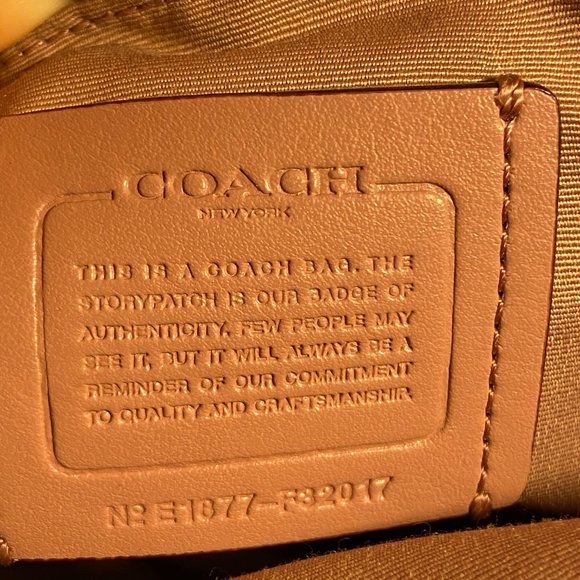 COACH
NEW YORK
THIS IS A COACH BAG. THE
STORYPATCH IS OUR BADGE OF
AUTHENTICITY. FEW PEOPLE MAY
SEE IT, BUT IT WILL ALWAYS BE A
REMINDER OF OUR COMMITMENT
TO QUALITY AND CRAFTSMANSHIP.
Nº E1877-F32017